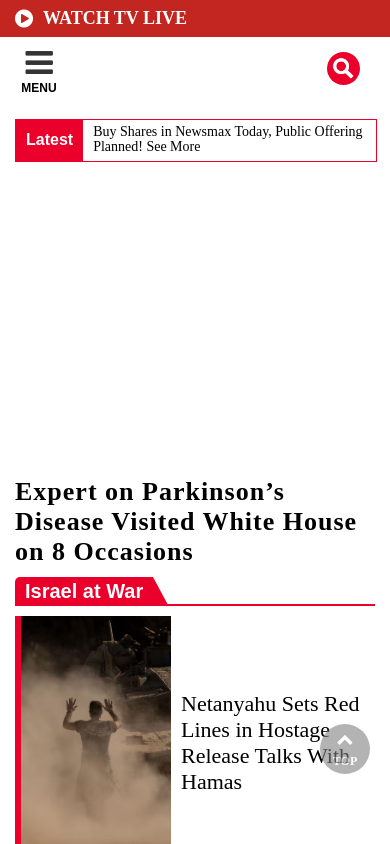 WATCH TV LIVE
MENU
Latest
Buy Shares in Newsmax Today, Public Offering
Planned! See More
Expert on Parkinson’s
Disease Visited White House
on 8 Occasions
Israel at War
Netanyahu Sets Red
Lines in Hostage
Release Talks With
Hamas
TOP